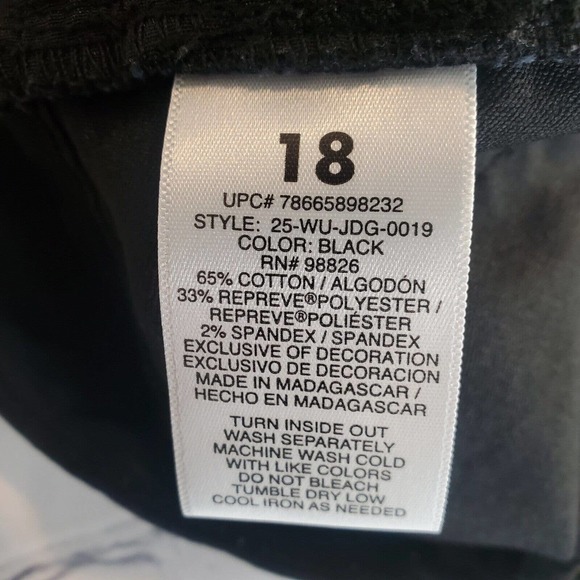 18
UPC# 78665898232
STYLE: 25-WU-JDG-0019
COLOR: BLACK
RN# 98826
65% COTTON / ALGODÓN
33% REPREVE®POLYESTER /
REPREVE®POLIÉSTER
2% SPANDEX / SPANDEX
EXCLUSIVE OF DECORATION
EXCLUSIVO DE DECORACION
MADE IN MADAGASCAR /
HECHO EN MADAGASCAR
TURN INSIDE OUT
WASH SEPARATELY
MACHINE WASH COLD
WITH LIKE COLORS
DO NOT BLEACH
TUMBLE DRY LOW
COOL IRON AS NEEDED